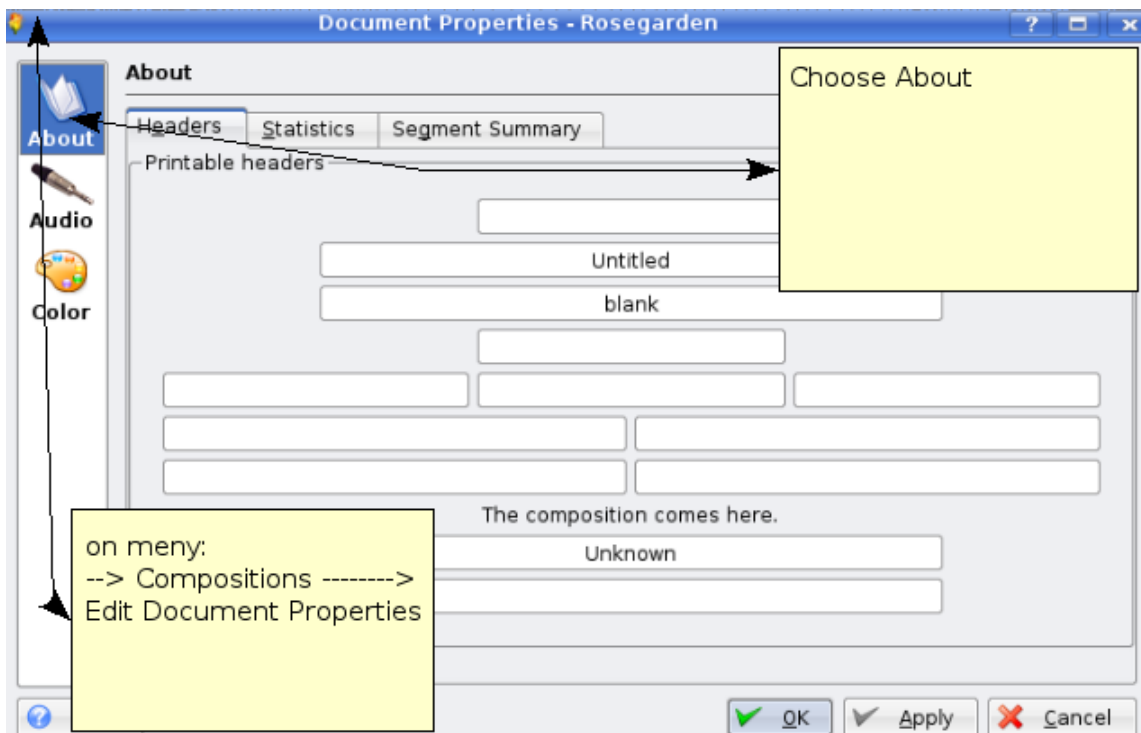 Document Properties - Rosegarden
About
Choose About
About
Headers Statistics Segment Summary
Printable headers
Audio
Untitled
Color
blank
The composition comes here.
Unknown
on meny:
--> Compositions -------->
Edit Document Properties
OK Apply Cancel